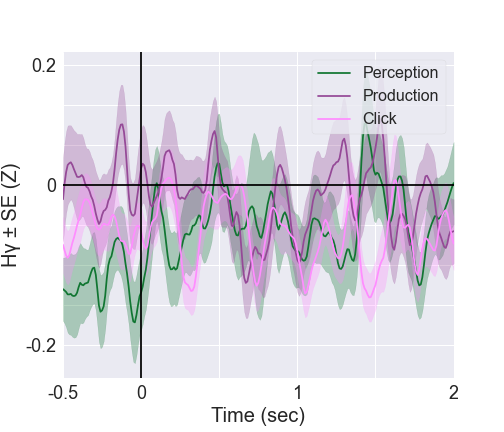 0.2
0
-0.2
Hγ ± SE (Z)
Perception
Production
Click
-0.5
0
1
2
Time (sec)